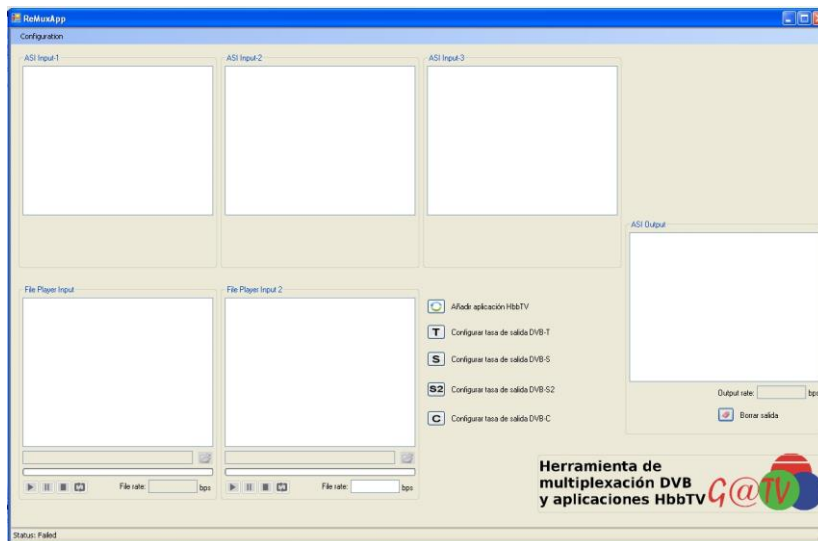 ReMuxApp
Configuration
ASI Input-1
ASI Input-2
ASI Input-3
ASI Output
File Player Input
File Player Input 2
Añadir aplicación HbbTV
T Configurar tasa de salida DVB-T
S Configurar tasa de salida DVB-S
S2 Configurar tasa de salida DVB-S2
C Configurar tasa de salida DVB-C
Output rate: bps
Borrar salida
File rate: bps
File rate: bps
Herramienta de
multiplexación DVB
y aplicaciones HbbTV
G@TV
Status: Failed